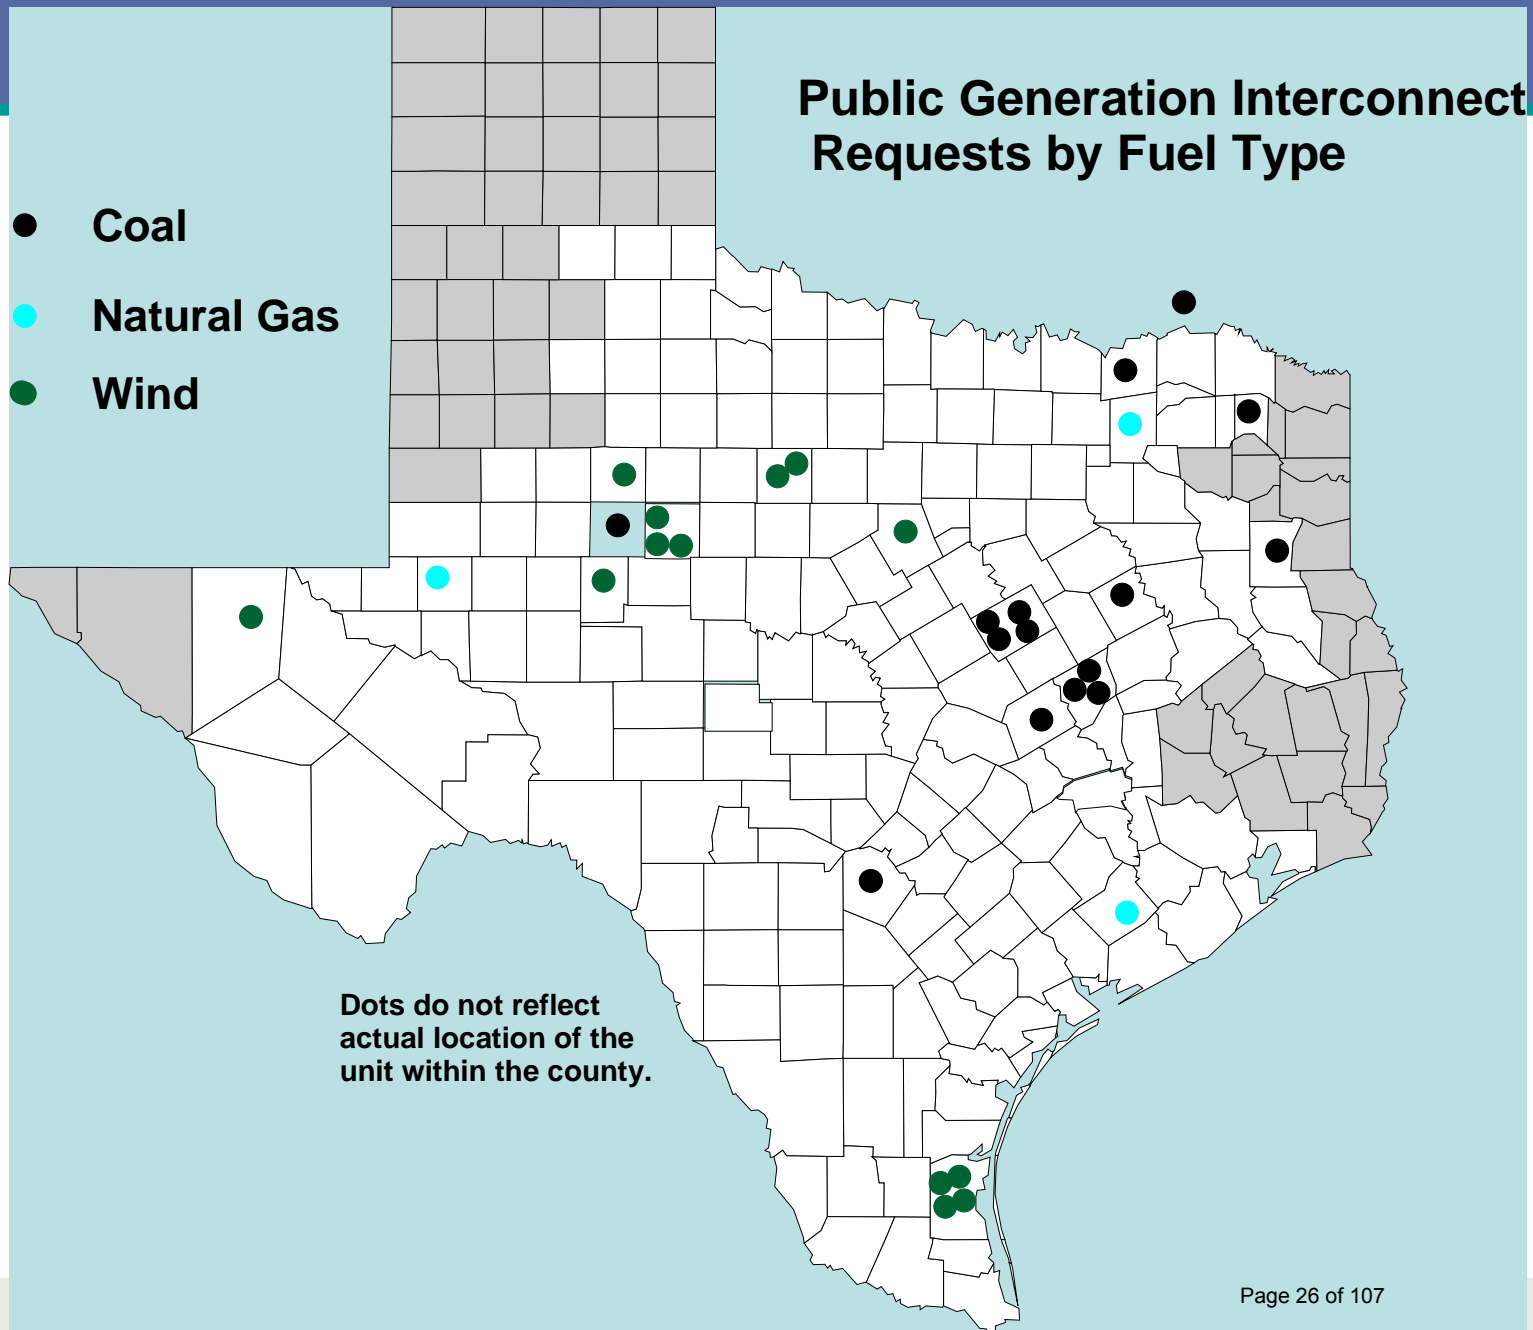 Public Generation Interconnect
Requests by Fuel Type
Coal
Natural Gas
Wind
Dots do not reflect
actual location of the
unit within the county.
Page 26 of 107